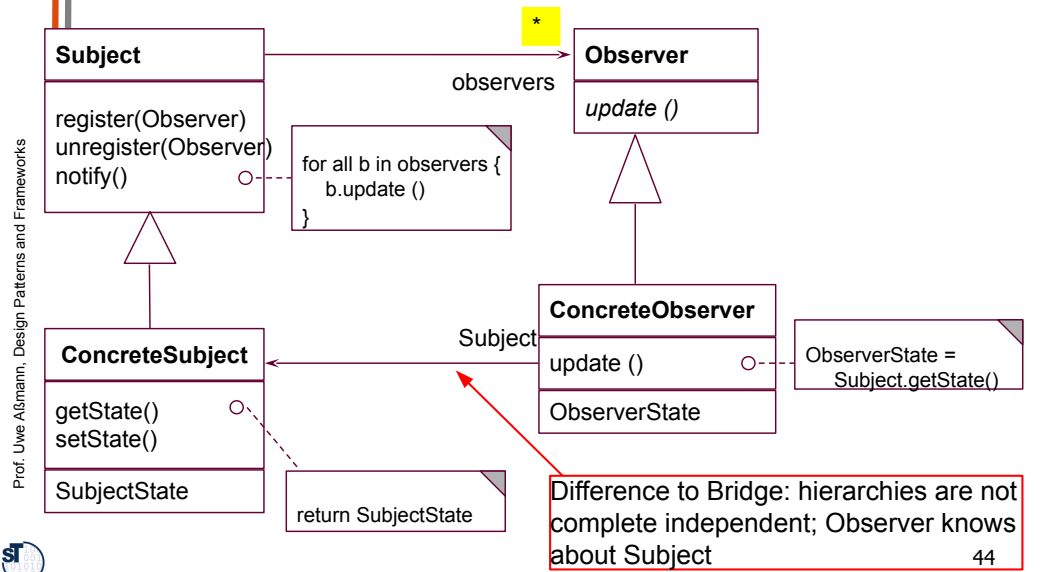 *
Subject
Observer
observers
update ()
register(Observer)
unregister(Observer)
notify()
for all b in observers {
b.update ()
}
Prof. Uwe Aßmann, Design Patterns and Frameworks
ConcreteObserver
Subject
ConcreteSubject
update ()
ObserverState =
Subject.getState()
getState()
setState()
ObserverState
SubjectState
return SubjectState
Difference to Bridge: hierarchies are not
complete independent; Observer knows
about Subject
44
ST